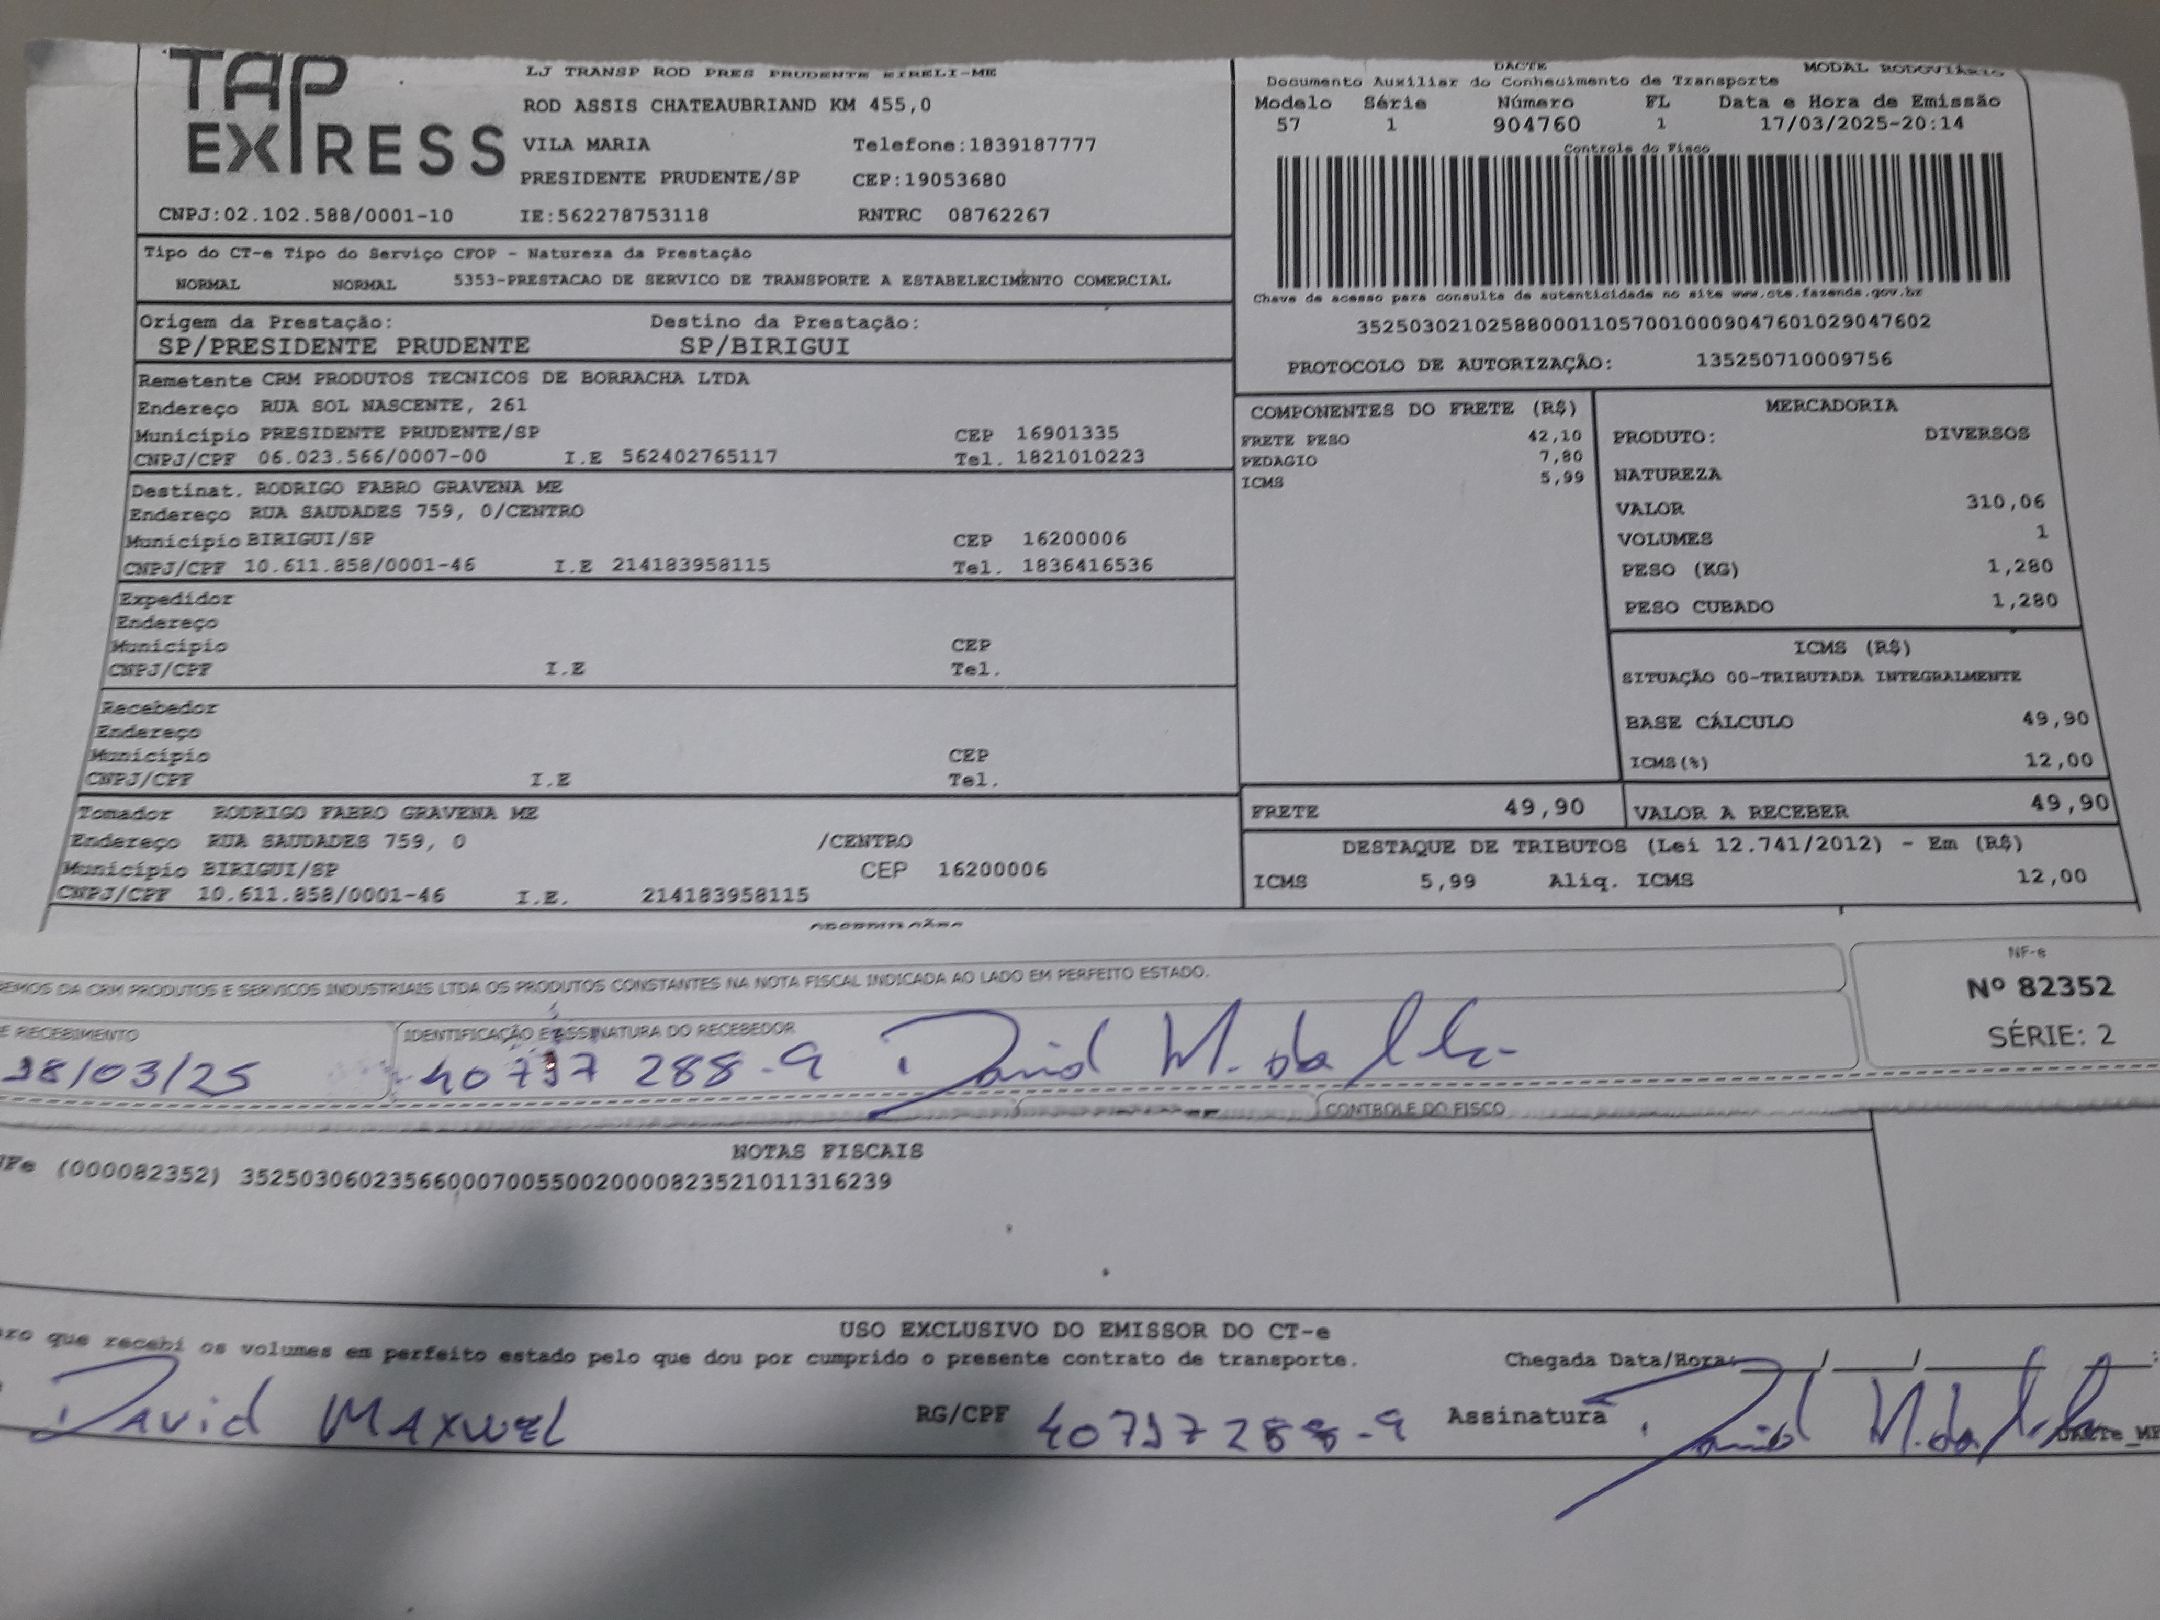 TAP
EXPRESS
LJ TRANSP ROD PRES PRUDENTE EIRELI-ME
ROD ASSIS CHATEAUBRIAND KM 455,0
VILA MARIA Telefone:1839187777
PRESIDENTE PRUDENTE/SP CEP:19053680
CNPJ:02.102.588/0001-10 IE:562278753118 RNTRC 08762267
DACTE MODAL RODOVIÁRIO
Documento Auxiliar do Conhecimento de Transporte
Modelo Série Número FL Data e Hora de Emissão
57 1 904760 1 17/03/2025-20:14
Controle do Fisco
Chave de acesso para consulta de autenticidade no site www.cte.fazenda.gov.br
35250302102588000110570010009047601029047602
PROTOCOLO DE AUTORIZAÇÃO: 135250710009756
Tipo do CT-e Tipo do Serviço CFOP - Natureza da Prestação
NORMAL NORMAL 5353-PRESTACAO DE SERVICO DE TRANSPORTE A ESTABELECIMENTO COMERCIAL
Origem da Prestação: Destino da Prestação:
SP/PRESIDENTE PRUDENTE SP/BIRIGUI
Remetente CRM PRODUTOS TECNICOS DE BORRACHA LTDA
Endereço RUA SOL NASCENTE, 261
Município PRESIDENTE PRUDENTE/SP CEP 16901335
CNPJ/CPF 06.023.566/0007-00 I.E 562402765117 Tel. 1821010223
Destinat. RODRIGO FABRO GRAVENA ME
Endereço RUA SAUDADES 759, 0/CENTRO
Município BIRIGUI/SP CEP 16200006
CNPJ/CPF 10.611.858/0001-46 I.E 214183958115 Tel. 1836416536
Expedidor
Endereço
Município CEP
CNPJ/CPF I.E Tel.
Recebedor
Endereço
Município CEP
CNPJ/CPF I.E Tel.
Tomador RODRIGO FABRO GRAVENA ME
Endereço RUA SAUDADES 759, 0 /CENTRO
Município BIRIGUI/SP CEP 16200006
CNPJ/CPF 10.611.858/0001-46 I.E. 214183958115
COMPONENTES DO FRETE (R$)
FRETE PESO 42,10
PEDAGIO 7,80
ICMS 5,99
MERCADORIA
PRODUTO: DIVERSOS
NATUREZA
VALOR 310,06
VOLUMES 1
PESO (KG) 1,280
PESO CUBADO 1,280
ICMS (R$)
SITUAÇÃO 00-TRIBUTADA INTEGRALMENTE
BASE CÁLCULO 49,90
ICMS(%) 12,00
FRETE 49,90 VALOR A RECEBER 49,90
DESTAQUE DE TRIBUTOS (Lei 12.741/2012) - Em (R$)
ICMS 5,99 Aliq. ICMS 12,00
EMOS DA CRM PRODUTOS E SERVICOS INDUSTRIAIS LTDA OS PRODUTOS CONSTANTES NA NOTA FISCAL INDICADA AO LADO EM PERFEITO ESTADO.
NF-e
Nº 82352
SÉRIE: 2
E RECEBIMENTO IDENTIFICAÇÃO E ASSINATURA DO RECEBEDOR
18/03/25 40797 288-9 David M. da
CONTROLE DO FISCO
NOTAS FISCAIS
NFe (000082352) 35250306023566000700550020000823521011316239
USO EXCLUSIVO DO EMISSOR DO CT-e
aro que recebi os volumes em perfeito estado pelo que dou por cumprido o presente contrato de transporte. Chegada Data/Hora: / / :
David MAXWEL RG/CPF 40797288-9 Assinatura David M. da